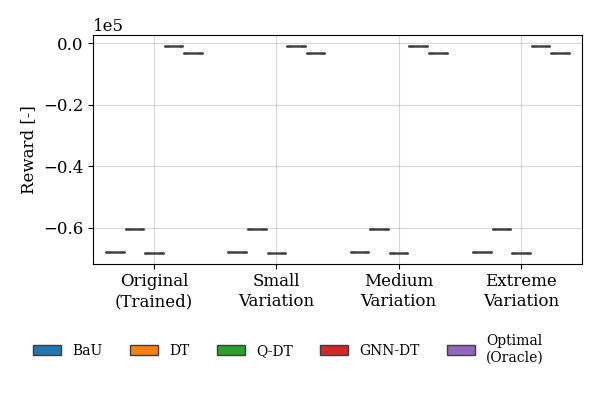 1e5
0.0
−0.2
−0.4
−0.6
Reward [-]
Original
(Trained)
Small
Variation
Medium
Variation
Extreme
Variation
BaU
DT
Q-DT
GNN-DT
Optimal
(Oracle)